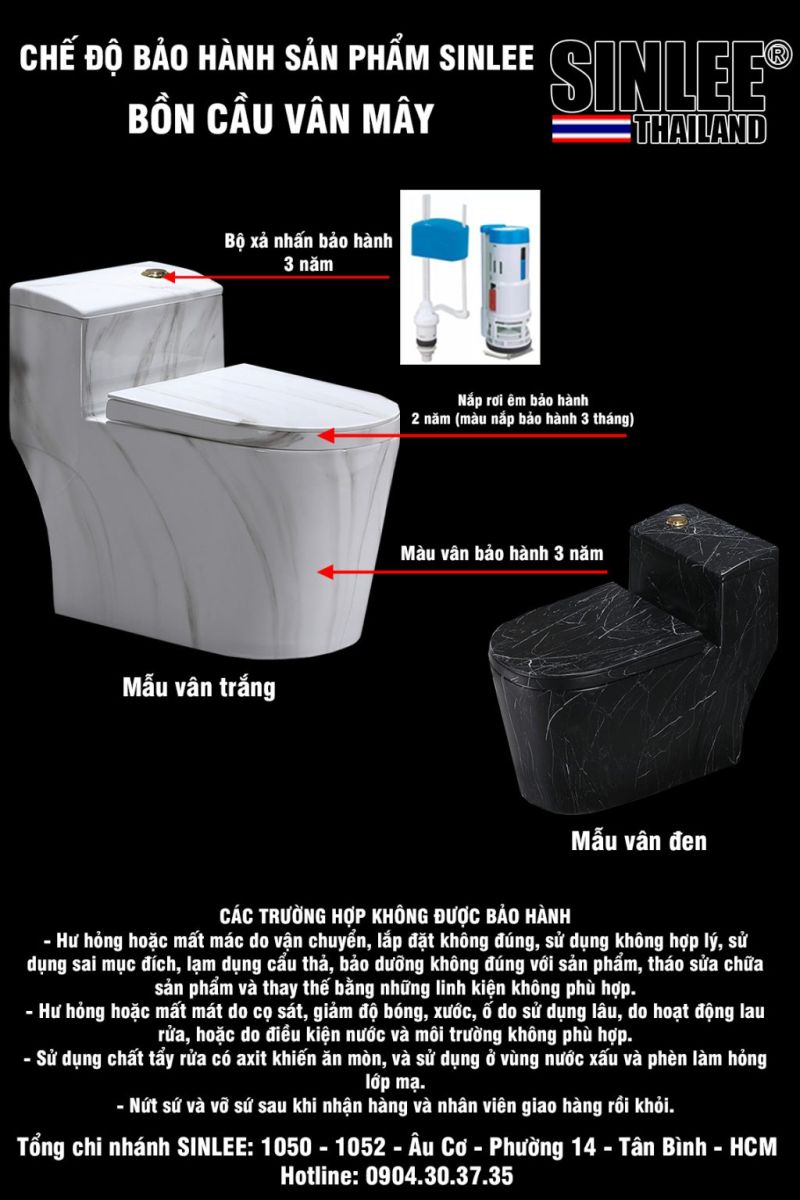 CHẾ ĐỘ BẢO HÀNH SẢN PHẨM SINLEE
BỒN CẦU VÂN MÂY
SINLEE®
THAILAND
Bộ xả nhấn bảo hành
3 năm
Nắp rơi êm bảo hành
2 năm (màu nắp bảo hành 3 tháng)
Màu vân bảo hành 3 năm
Mẫu vân trắng
Mẫu vân đen
CÁC TRƯỜNG HỢP KHÔNG ĐƯỢC BẢO HÀNH
- Hư hỏng hoặc mất mác do vận chuyển, lắp đặt không đúng, sử dụng không hợp lý, sử
dụng sai mục đích, lạm dụng cẩu thả, bảo dưỡng không đúng với sản phẩm, tháo sửa chữa
sản phẩm và thay thế bằng những linh kiện không phù hợp.
- Hư hỏng hoặc mất mát do cọ sát, giảm độ bóng, xước, ố do sử dụng lâu, do hoạt động lau
rửa, hoặc do điều kiện nước và môi trường không phù hợp.
- Sử dụng chất tẩy rửa có axit khiến ăn mòn, và sử dụng ở vùng nước xấu và phèn làm hỏng
lớp mạ.
- Nứt sứ và vỡ sứ sau khi nhận hàng và nhân viên giao hàng rồi khỏi.
Tổng chi nhánh SINLEE: 1050 - 1052 - Âu Cơ - Phường 14 - Tân Bình - HCM
Hotline: 0904.30.37.35